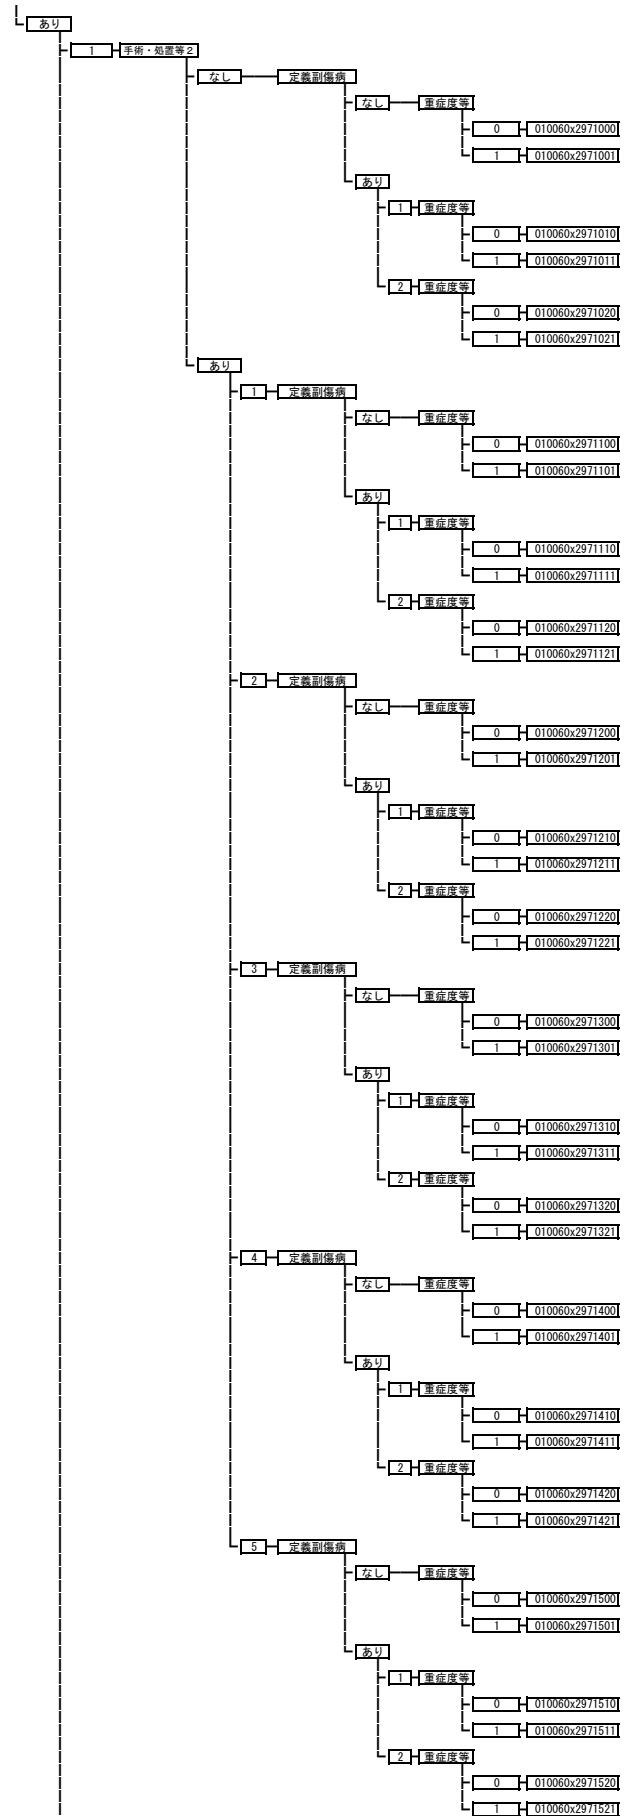 あり
1 手術・処置等2
なし 定義副傷病
なし 重症度等
0 010060x2971000
1 010060x2971001
あり
1 重症度等
0 010060x2971010
1 010060x2971011
2 重症度等
0 010060x2971020
1 010060x2971021
あり
1 定義副傷病
なし 重症度等
0 010060x2971100
1 010060x2971101
あり
1 重症度等
0 010060x2971110
1 010060x2971111
2 重症度等
0 010060x2971120
1 010060x2971121
2 定義副傷病
なし 重症度等
0 010060x2971200
1 010060x2971201
あり
1 重症度等
0 010060x2971210
1 010060x2971211
2 重症度等
0 010060x2971220
1 010060x2971221
3 定義副傷病
なし 重症度等
0 010060x2971300
1 010060x2971301
あり
1 重症度等
0 010060x2971310
1 010060x2971311
2 重症度等
0 010060x2971320
1 010060x2971321
4 定義副傷病
なし 重症度等
0 010060x2971400
1 010060x2971401
あり
1 重症度等
0 010060x2971410
1 010060x2971411
2 重症度等
0 010060x2971420
1 010060x2971421
5 定義副傷病
なし 重症度等
0 010060x2971500
1 010060x2971501
あり
1 重症度等
0 010060x2971510
1 010060x2971511
2 重症度等
0 010060x2971520
1 010060x2971521